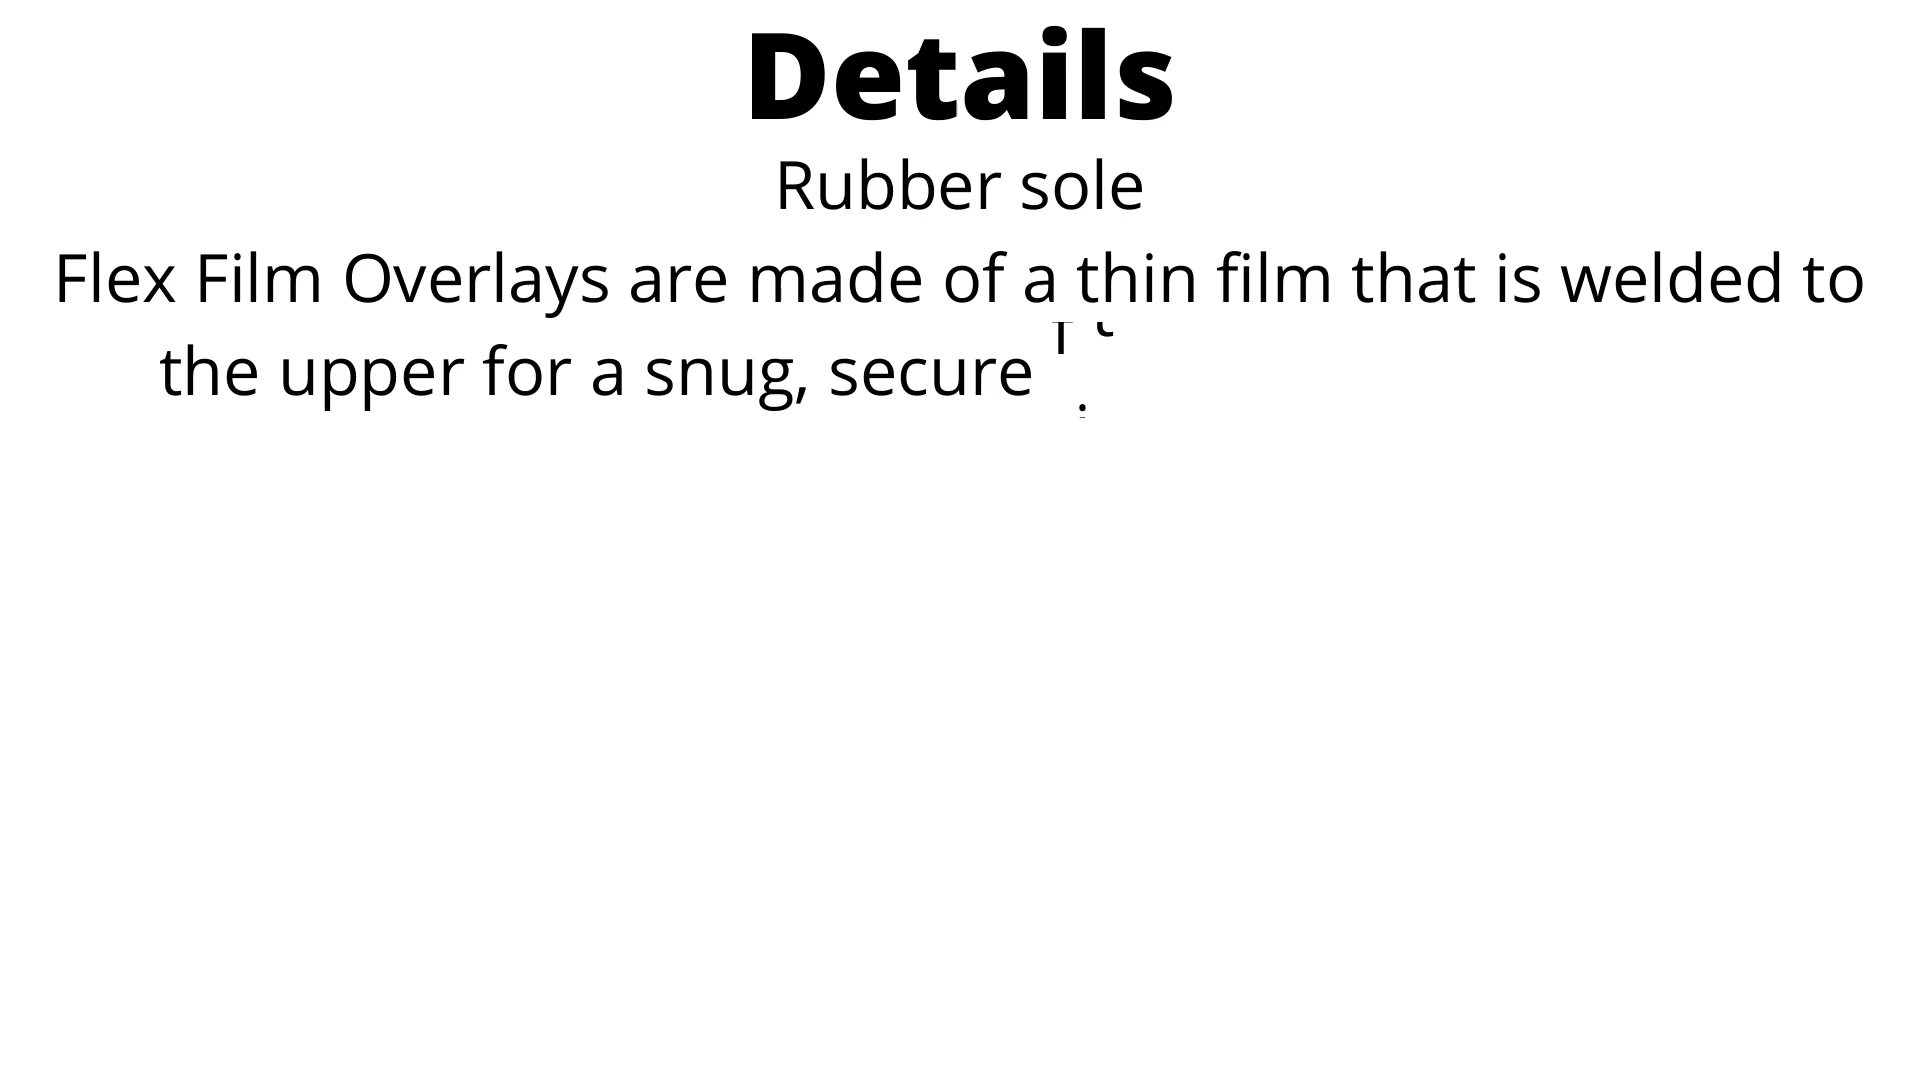 Details
Rubber sole
Flex Film Overlays are made of a thin film that is welded to
the upper for a snug, secure